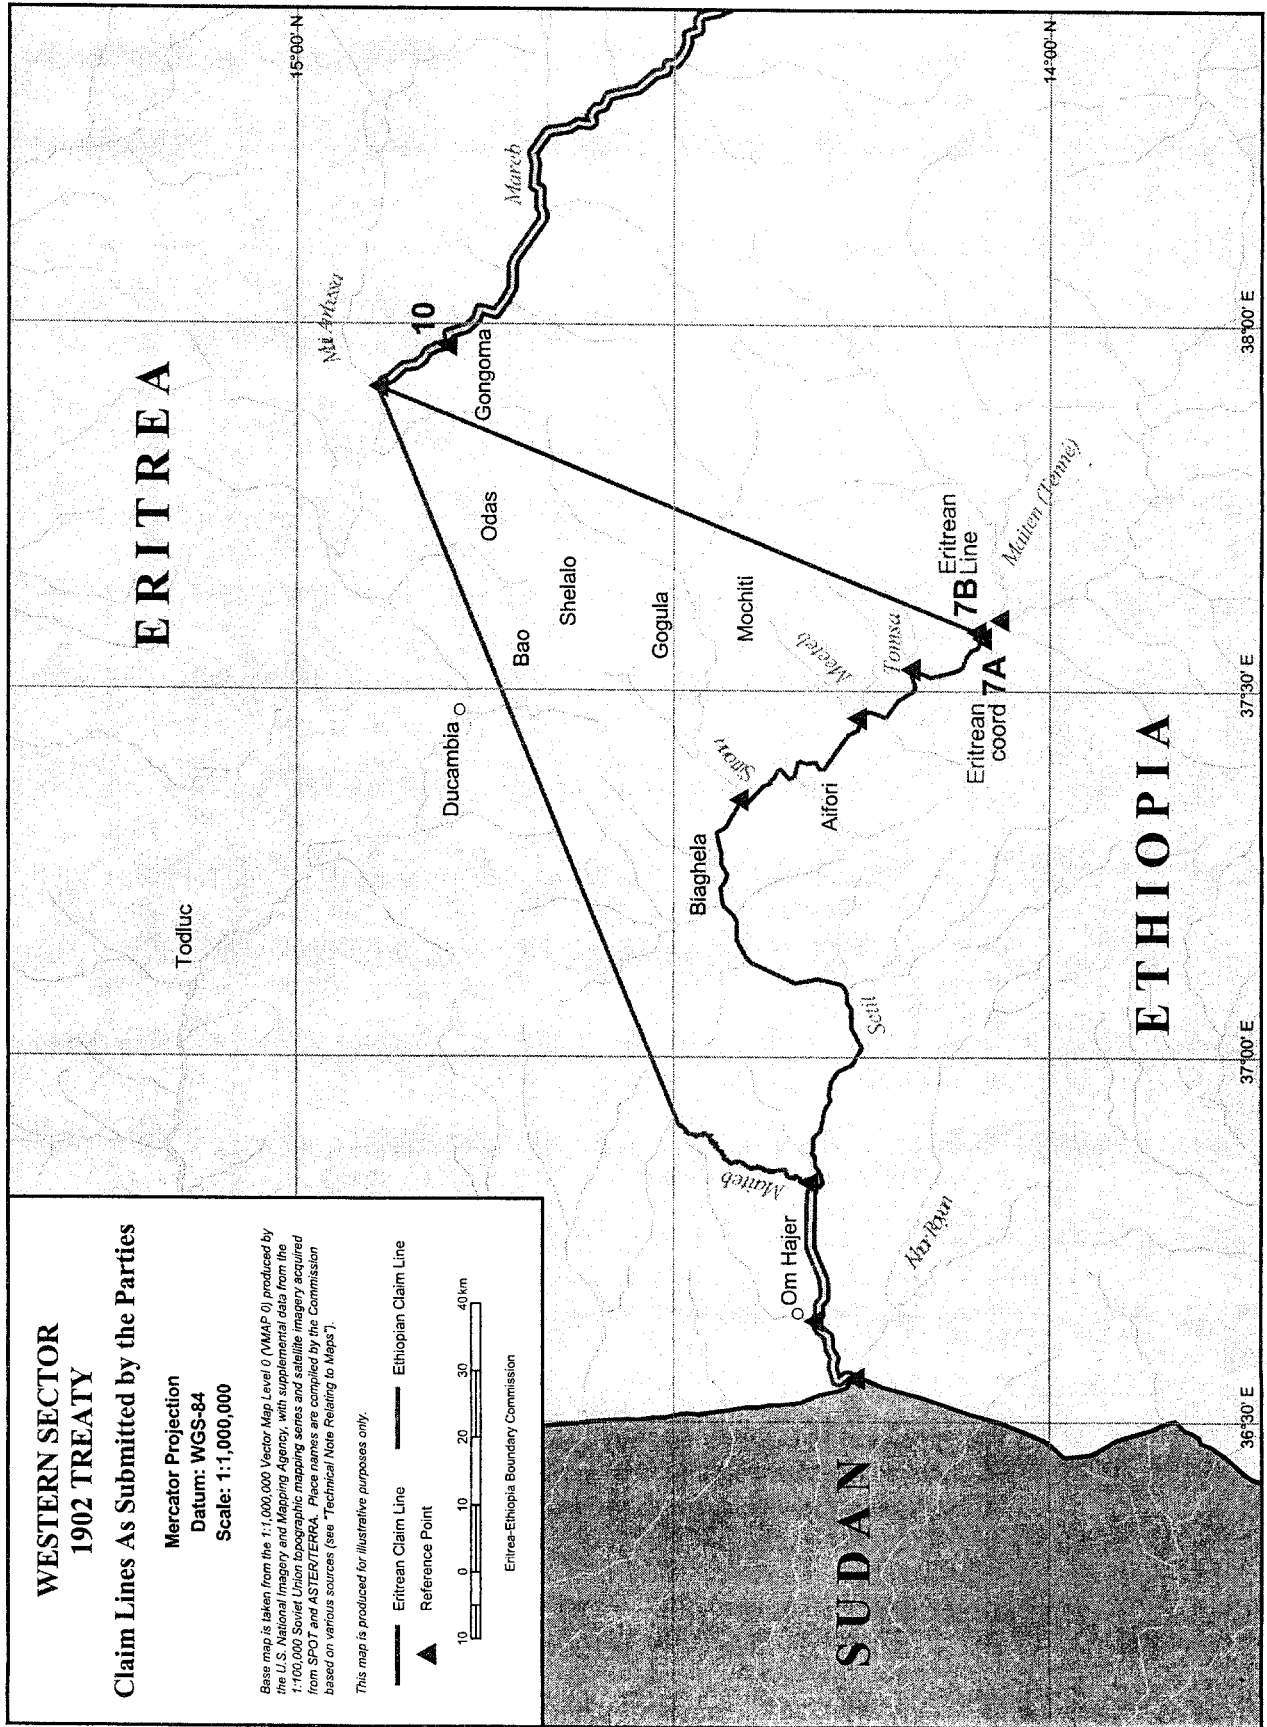 WESTERN SECTOR
1902 TREATY
Claim Lines As Submitted by the Parties
Mercator Projection
Datum: WGS-84
Scale: 1:1,000,000
Base map is taken from the 1:1,000,000 Vector Map Level 0 (VMAP 0) produced by
the U.S. National Imagery and Mapping Agency, with supplemental data from the
1:100,000 Soviet Union topographic mapping series and satellite imagery acquired
from SPOT and ASTER/TERRA. Place names are compiled by the Commission
based on various sources (see "Technical Note Relating to Maps").
This map is produced for illustrative purposes only.
Eritrean Claim Line
Ethiopian Claim Line
Reference Point
10 0 10 20 30 40 km
Eritrea-Ethiopia Boundary Commission
ERITREA
15°00' N
Todluc
Mai Ambessa
10
Mareb
Gongoma
Ducambia
Odas
Bao
Shelalo
Gogula
Mochiti
Maiteb
Biaghela
Sittona
Meeteb
Tomsa
Om Hajer
Aifori
Setit
Eritrean
Line
7B
7A
Eritrean
coord
Maiten (Tenné)
Khor Royan
14°00' N
SUDAN
ETHIOPIA
36°30' E
37°00' E
37°30' E
38°00' E